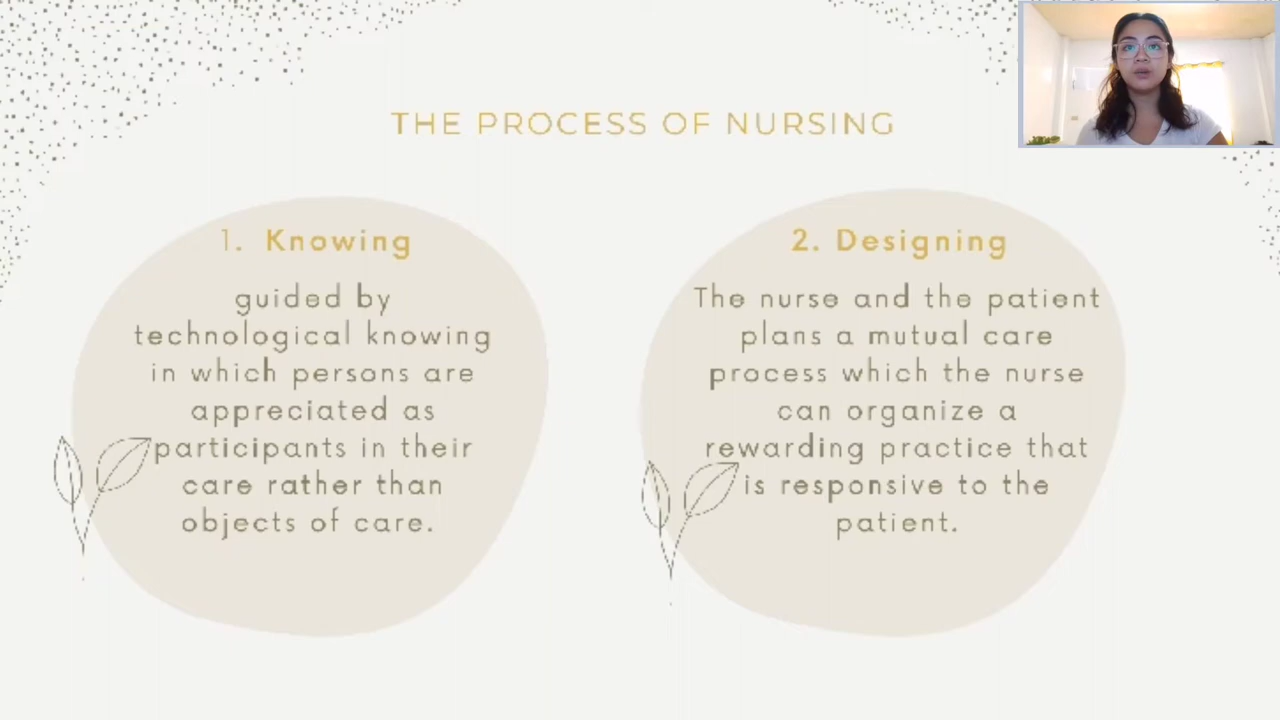 THE PROCESS OF NURSING
1. Knowing
guided by
technological knowing
in which persons are
appreciated as
participants in their
care rather than
objects of care.
2. Designing
The nurse and the patient
plans a mutual care
process which the nurse
can organize a
rewarding practice that
is responsive to the
patient.